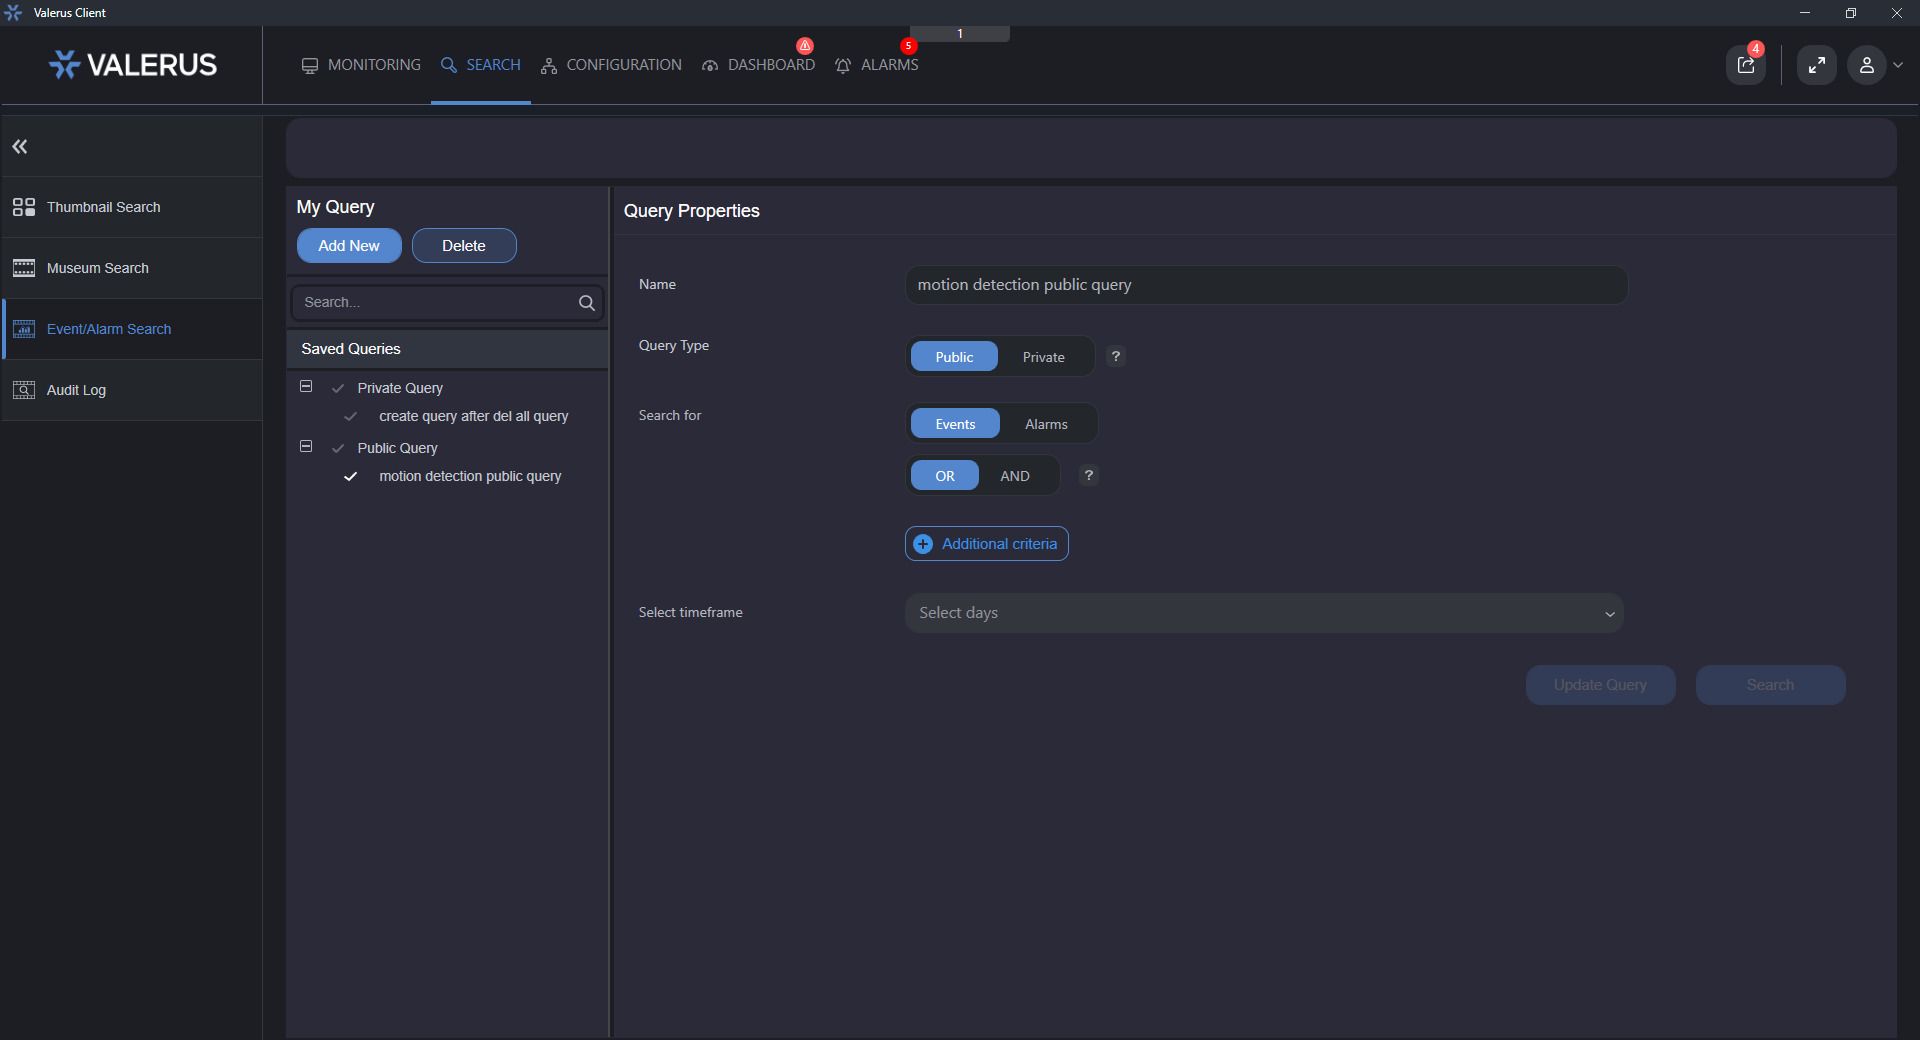 Valerus Client
1
VALERUS
MONITORING
SEARCH
CONFIGURATION
DASHBOARD
ALARMS
5
4
Thumbnail Search
Museum Search
Event/Alarm Search
Audit Log
My Query
Add New
Delete
Search...
Saved Queries
Private Query
create query after del all query
Public Query
motion detection public query
Query Properties
Name
motion detection public query
Query Type
Public
Private
?
Search for
Events
Alarms
OR
AND
?
Additional criteria
Select timeframe
Select days
Update Query
Search